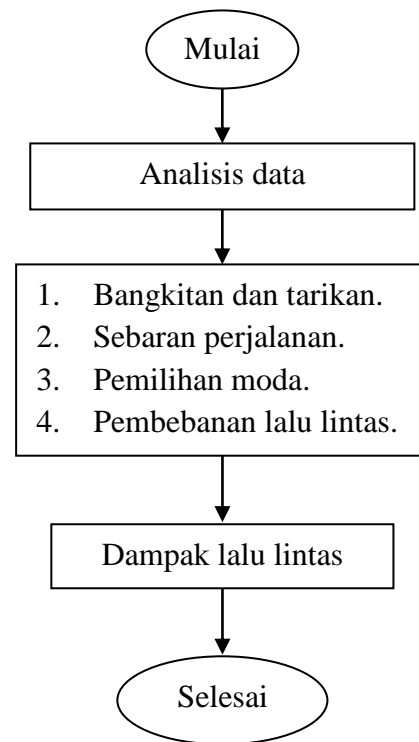 Mulai
Analisis data
1. Bangkitan dan tarikan.
2. Sebaran perjalanan.
3. Pemilihan moda.
4. Pembebanan lalu lintas.
Dampak lalu lintas
Selesai